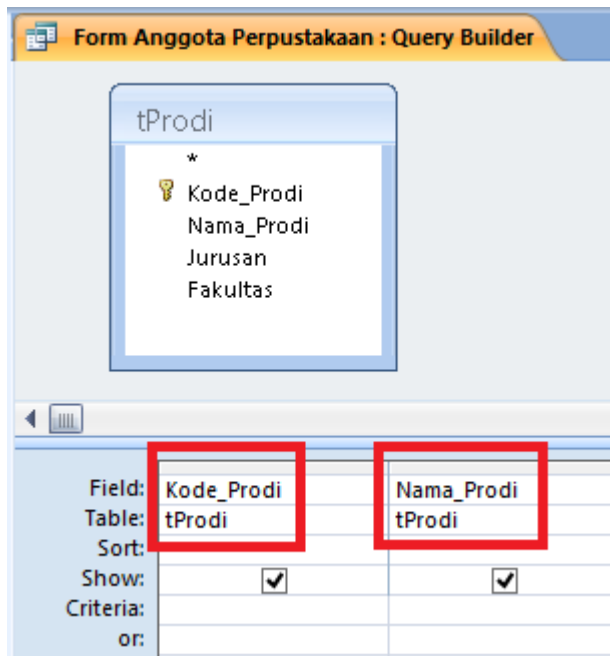 Form Anggota Perpustakaan : Query Builder
tProdi
*
Kode_Prodi
Nama_Prodi
Jurusan
Fakultas
Field: Kode_Prodi Nama_Prodi
Table: tProdi tProdi
Sort:
Show:
Criteria:
or: